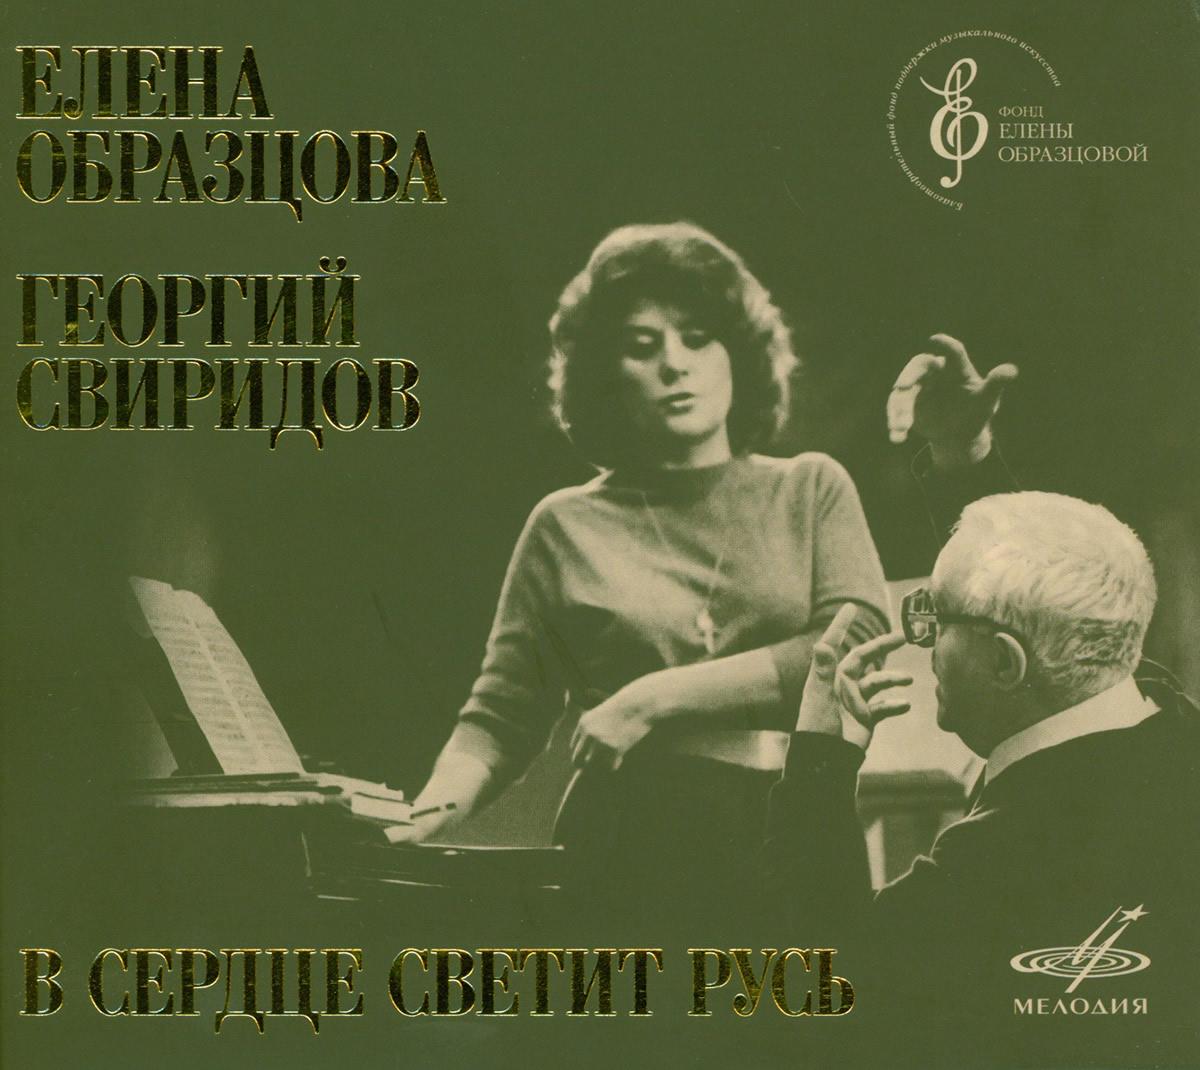 ЕЛЕНА
ОБРАЗЦОВА
ГЕОРГИЙ
СВИРИДОВ
Благотворительный фонд поддержки музыкального искусства
ФОНД
ЕЛЕНЫ
ОБРАЗЦОВОЙ
В СЕРДЦЕ СВЕТИТ РУСЬ
МЕЛОДИЯ